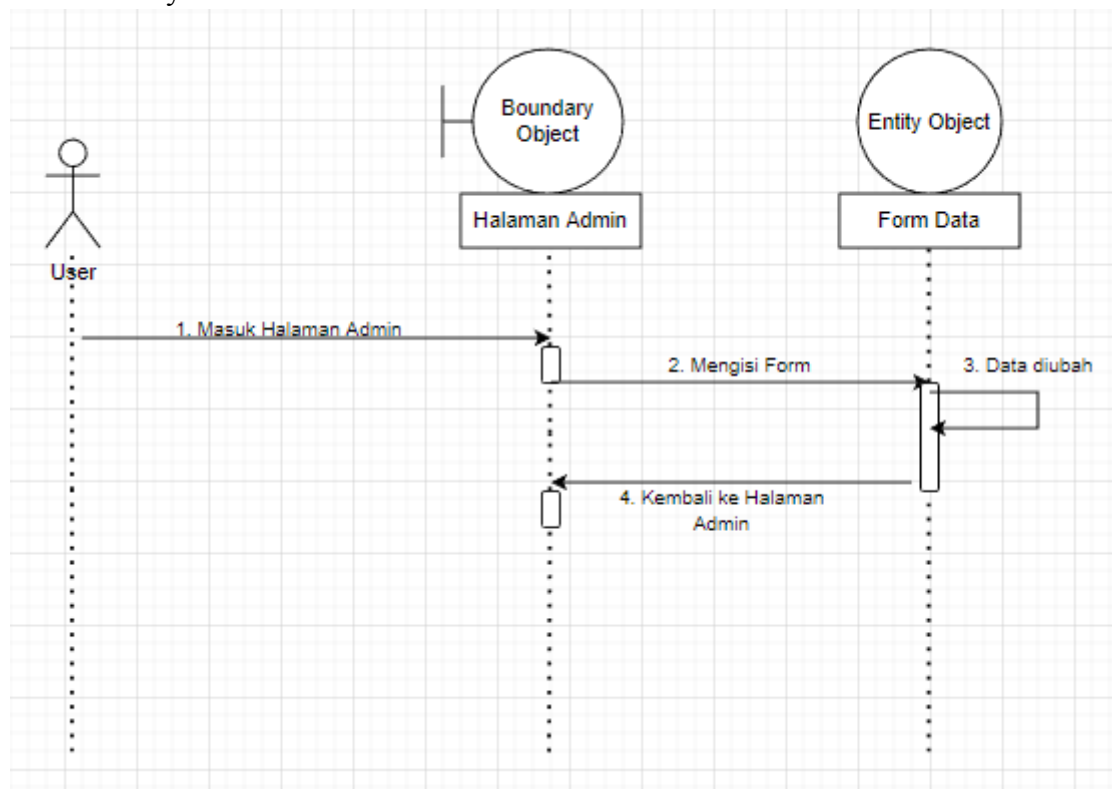 Boundary
Object
Entity Object
Halaman Admin
Form Data
User
1. Masuk Halaman Admin
2. Mengisi Form
3. Data diubah
4. Kembali ke Halaman
Admin